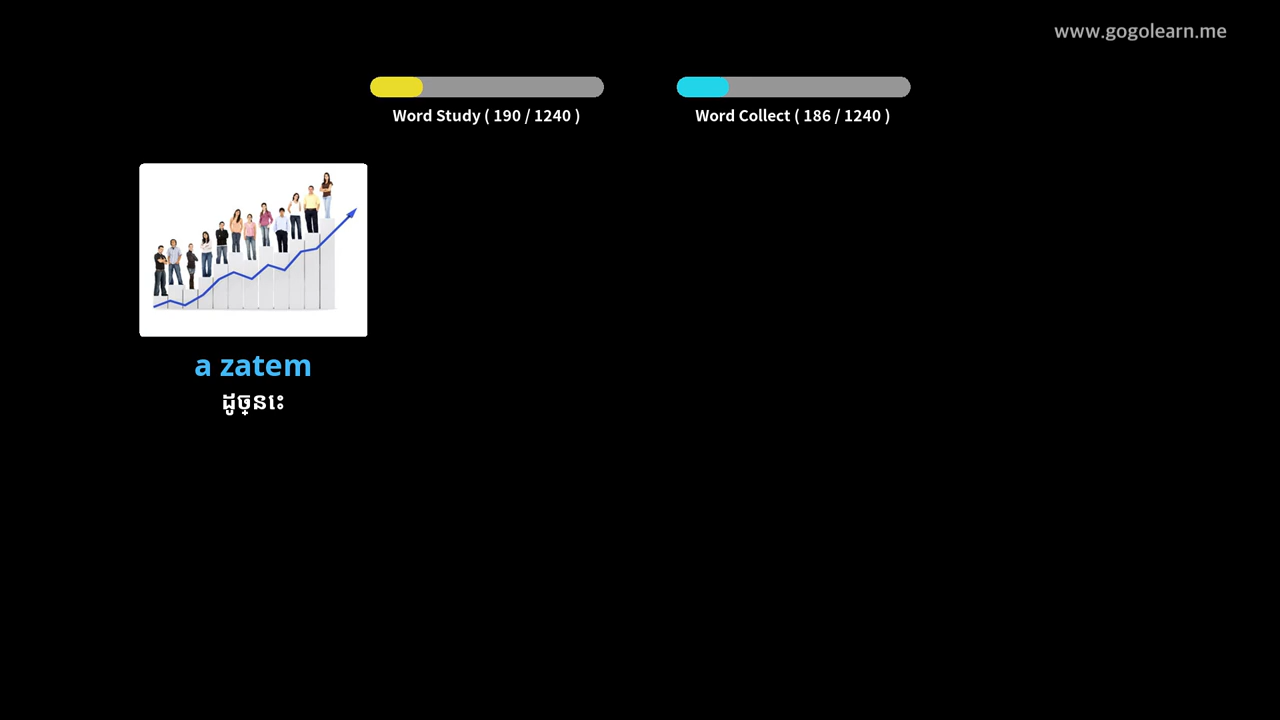 www.gogolearn.me
Word Study ( 190 / 1240 )
Word Collect ( 186 / 1240 )
a zatem
ដូច្នេះ